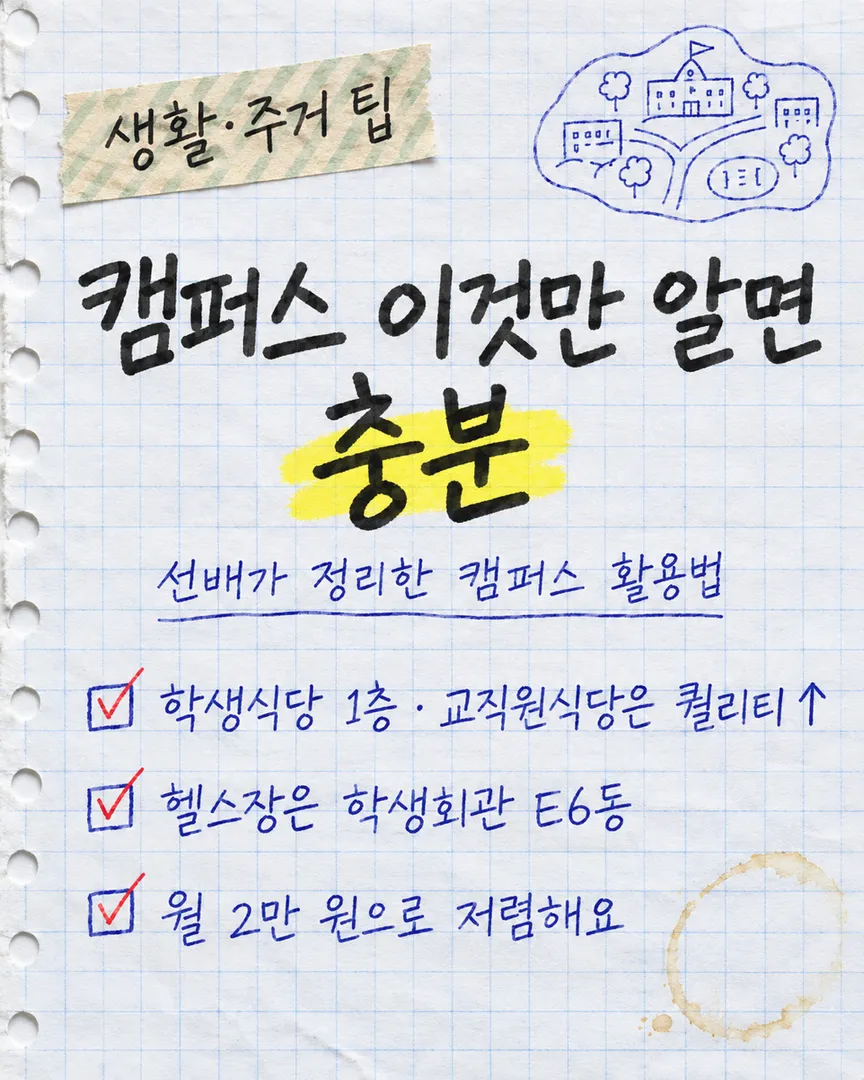 생활·주거 팁
캠퍼스 이것만 알면
충분
선배가 정리한 캠퍼스 활용법
학생식당 1층 · 교직원식당은 퀄리티↑
헬스장은 학생회관 E6동
월 2만 원으로 저렴해요